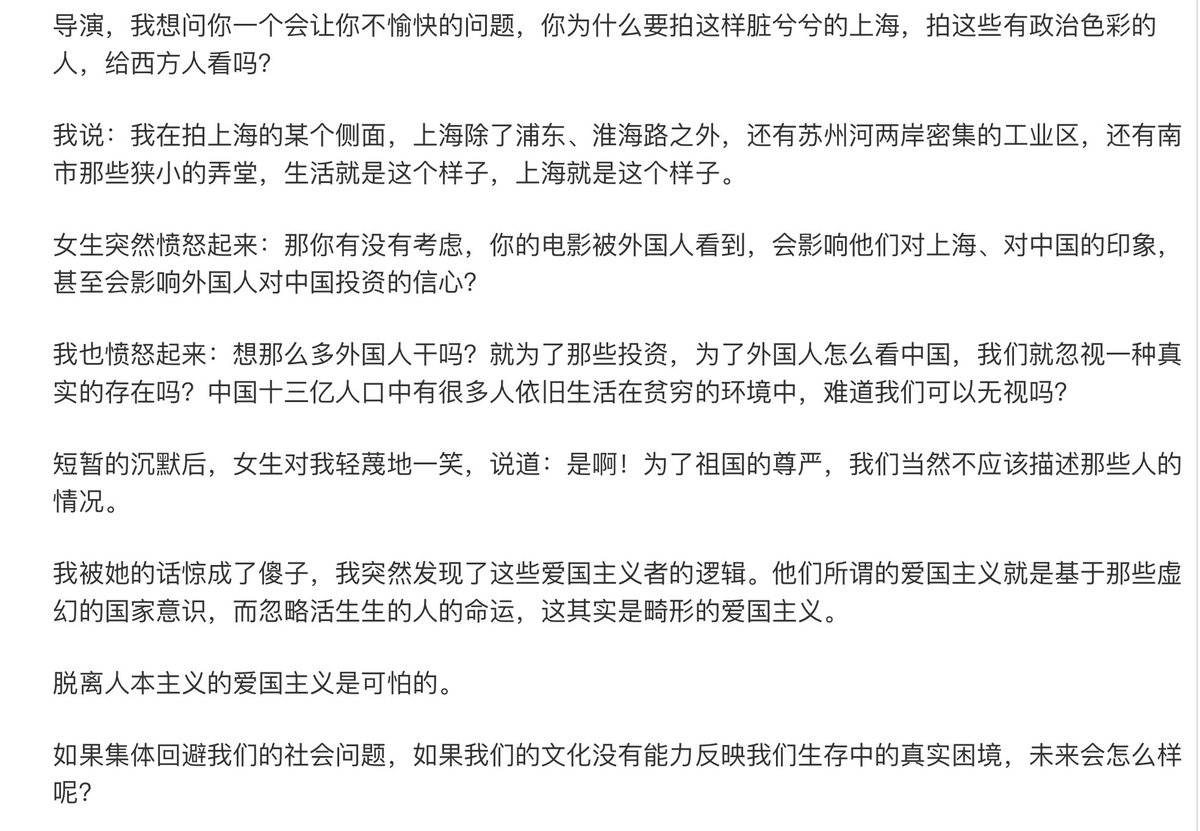 导演，我想问你一个会让你不愉快的问题，你为什么要拍这样脏兮兮的上海，拍这些有政治色彩的
人，给西方人看吗？
我说：我在拍上海的某个侧面，上海除了浦东、淮海路之外，还有苏州河两岸密集的工业区，还有南
市那些狭小的弄堂，生活就是这个样子，上海就是这个样子。
女生突然愤怒起来：那你有没有考虑，你的电影被外国人看到，会影响他们对上海、对中国的印象，
甚至会影响外国人对中国投资的信心？
我也愤怒起来：想那么多外国人干吗？就为了那些投资，为了外国人怎么看中国，我们就忽视一种真
实的存在吗？中国十三亿人口中有很多人依旧生活在贫穷的环境中，难道我们可以无视吗？
短暂的沉默后，女生对我轻蔑地一笑，说道：是啊！为了祖国的尊严，我们当然不应该描述那些人的
情况。
我被她的话惊成了傻子，我突然发现了这些爱国主义者的逻辑。他们所谓的爱国主义就是基于那些虚
幻的国家意识，而忽略活生生的人的命运，这其实是畸形的爱国主义。
脱离人本主义的爱国主义是可怕的。
如果集体回避我们的社会问题，如果我们的文化没有能力反映我们生存中的真实困境，未来会怎么样
呢？